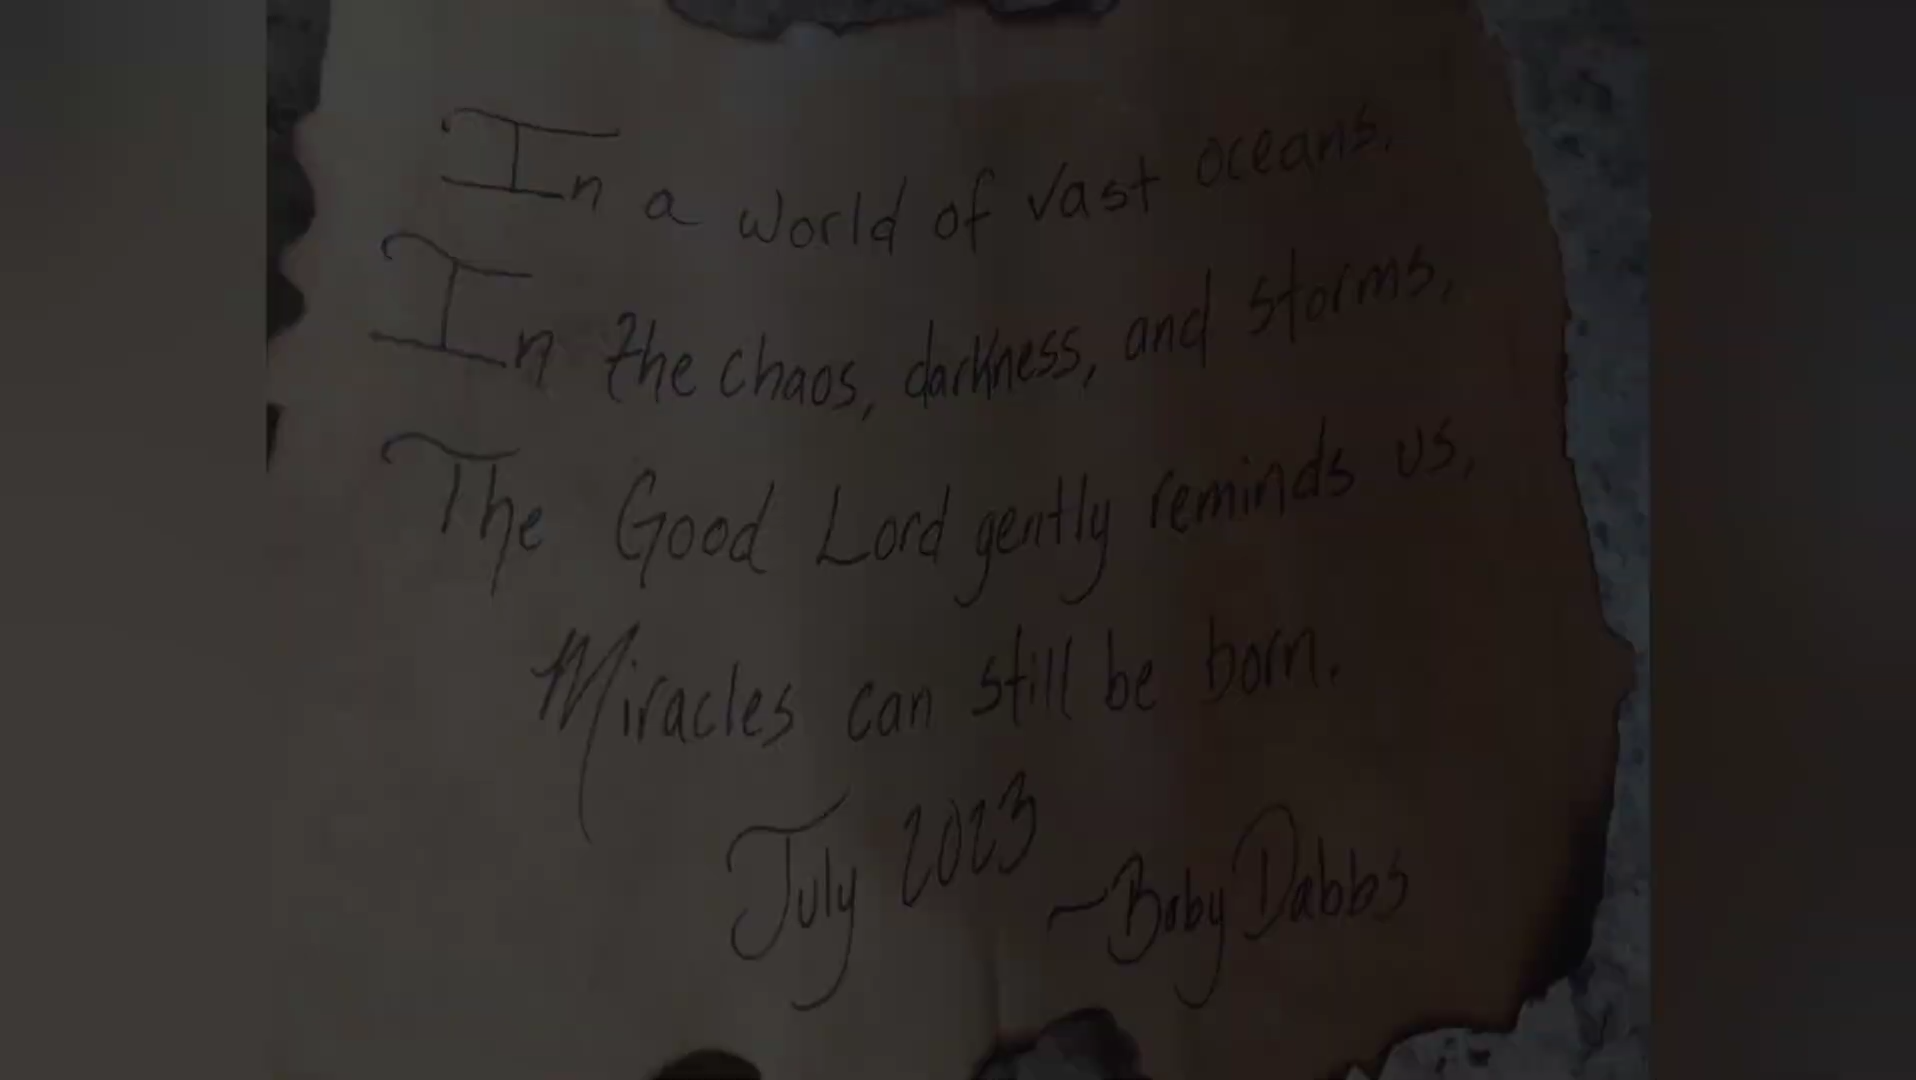 In a world of vast oceans,
In the chaos, darkness, and storms,
The Good Lord gently reminds us,
Miracles can still be born.
July 2023
~Baby Dabbs